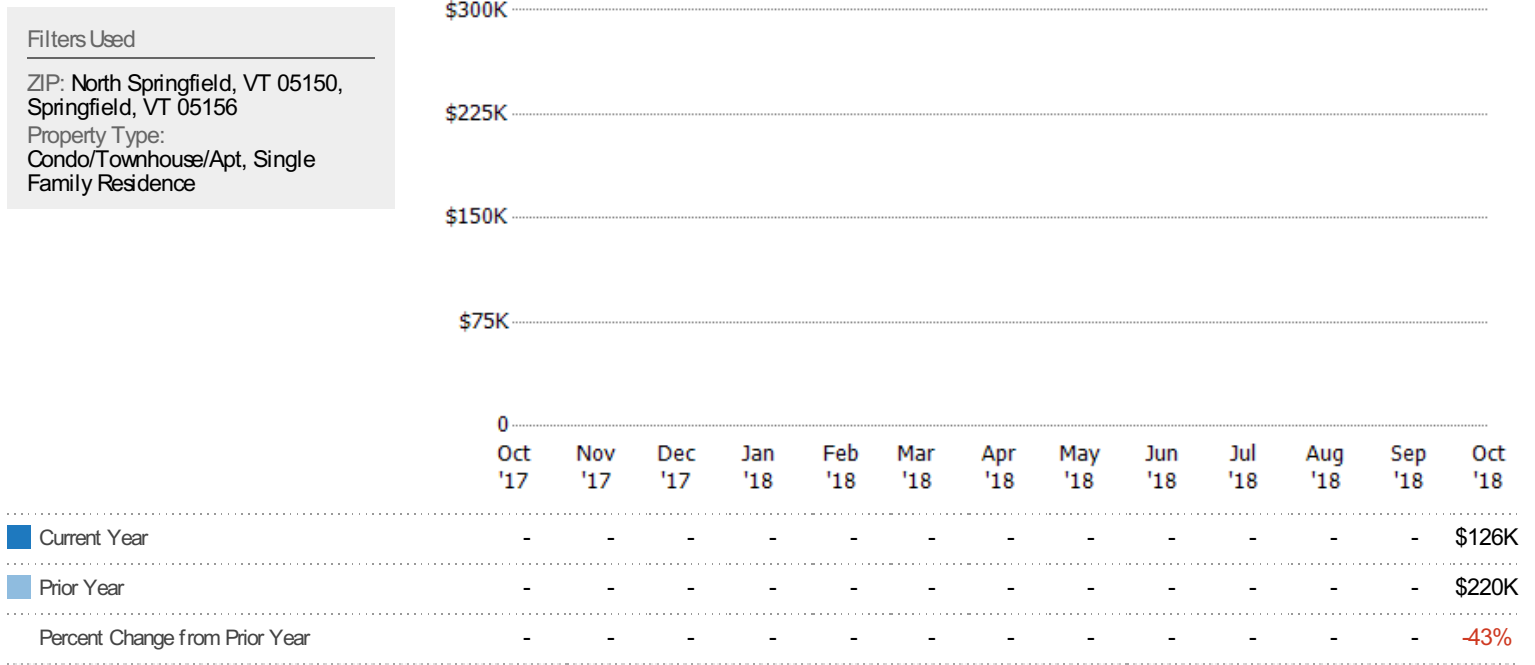 Filters Used
ZIP: North Springfield, VT 05150,
Springfield, VT 05156
Property Type:
Condo/Townhouse/Apt, Single
Family Residence
$300K
$225K
$150K
$75K
0
Oct Nov Dec Jan Feb Mar Apr May Jun Jul Aug Sep Oct
'17 '17 '17 '18 '18 '18 '18 '18 '18 '18 '18 '18 '18
Current Year - - - - - - - - - - - - $126K
Prior Year - - - - - - - - - - - - $220K
Percent Change from Prior Year - - - - - - - - - - - - -43%